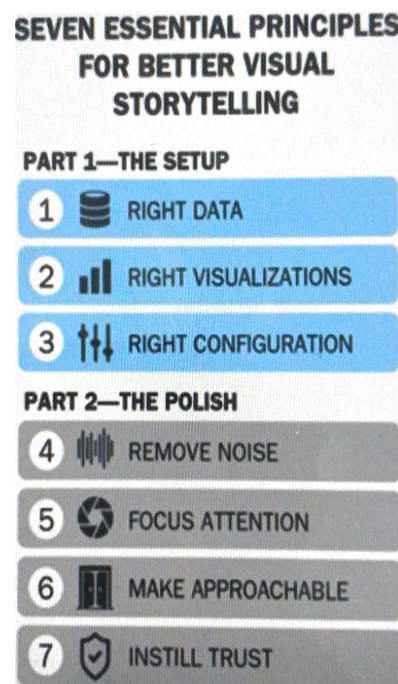 SEVEN ESSENTIAL PRINCIPLES
FOR BETTER VISUAL
STORYTELLING
PART 1—THE SETUP
1 RIGHT DATA
2 RIGHT VISUALIZATIONS
3 RIGHT CONFIGURATION
PART 2—THE POLISH
4 REMOVE NOISE
5 FOCUS ATTENTION
6 MAKE APPROACHABLE
7 INSTILL TRUST